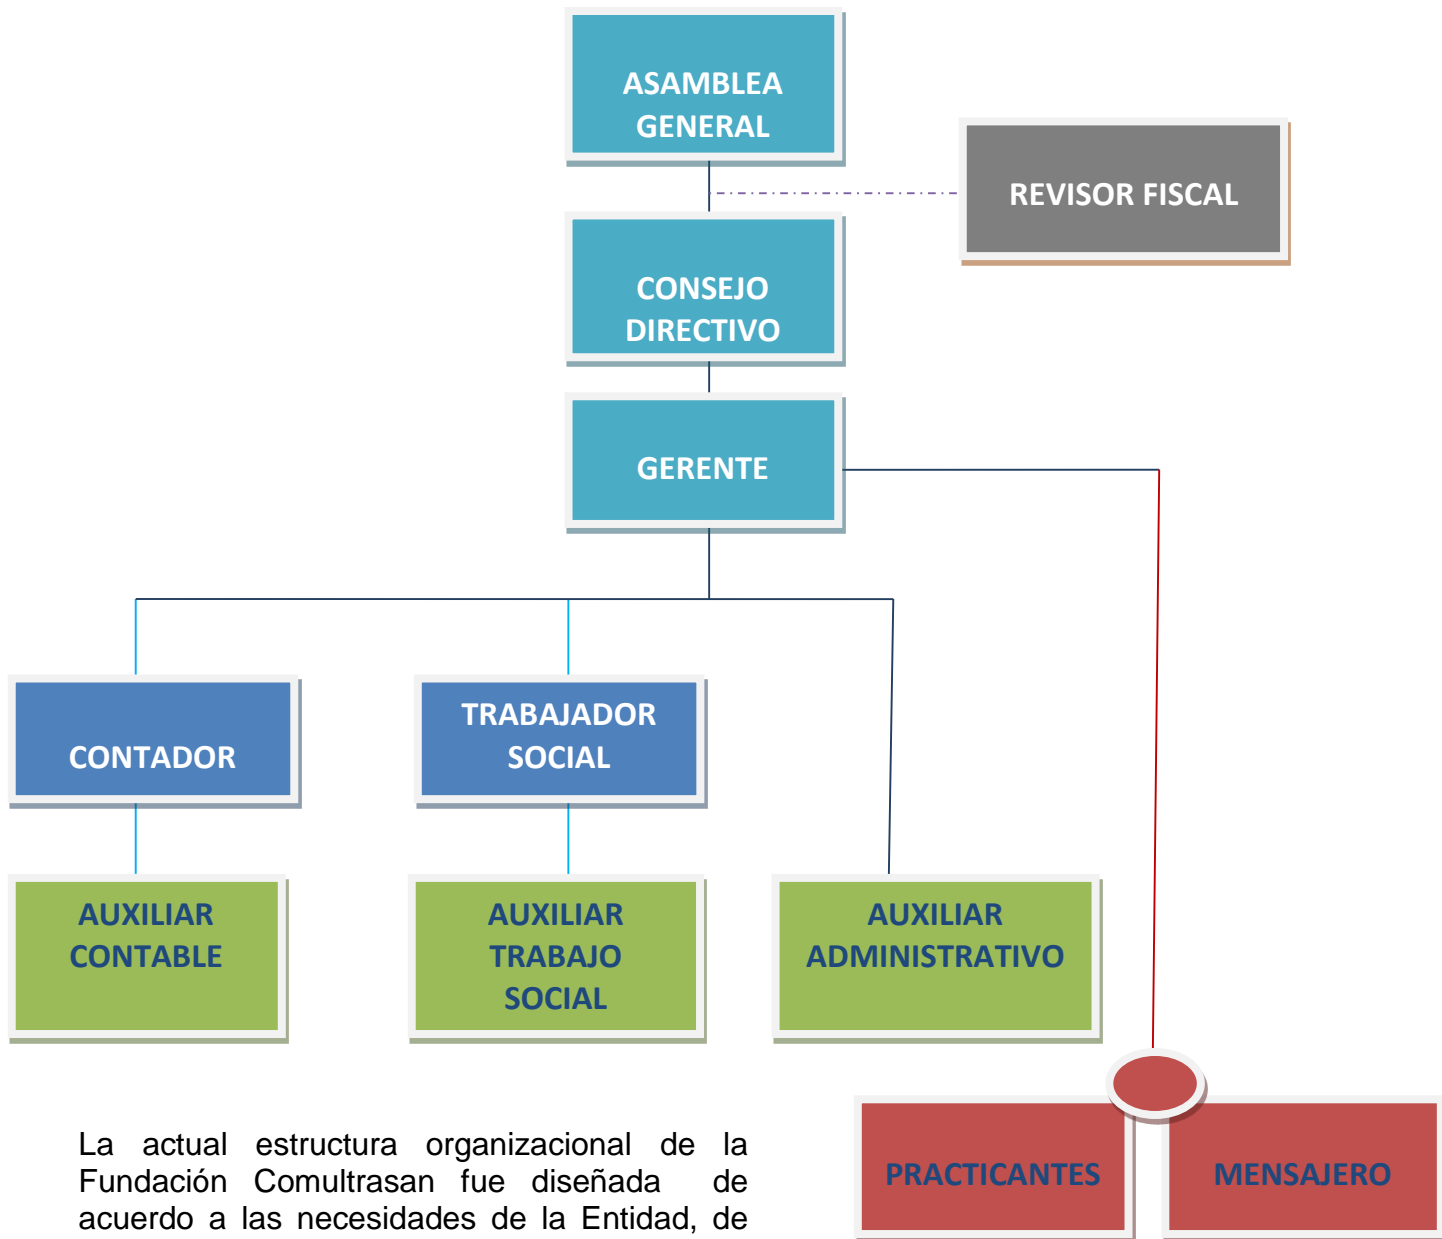 ASAMBLEA
GENERAL
REVISOR FISCAL
CONSEJO
DIRECTIVO
GERENTE
CONTADOR
TRABAJADOR
SOCIAL
AUXILIAR
CONTABLE
AUXILIAR
TRABAJO
SOCIAL
AUXILIAR
ADMINISTRATIVO
PRACTICANTES
MENSAJERO
La actual estructura organizacional de la
Fundación Comultrasan fue diseñada de
acuerdo a las necesidades de la Entidad, de